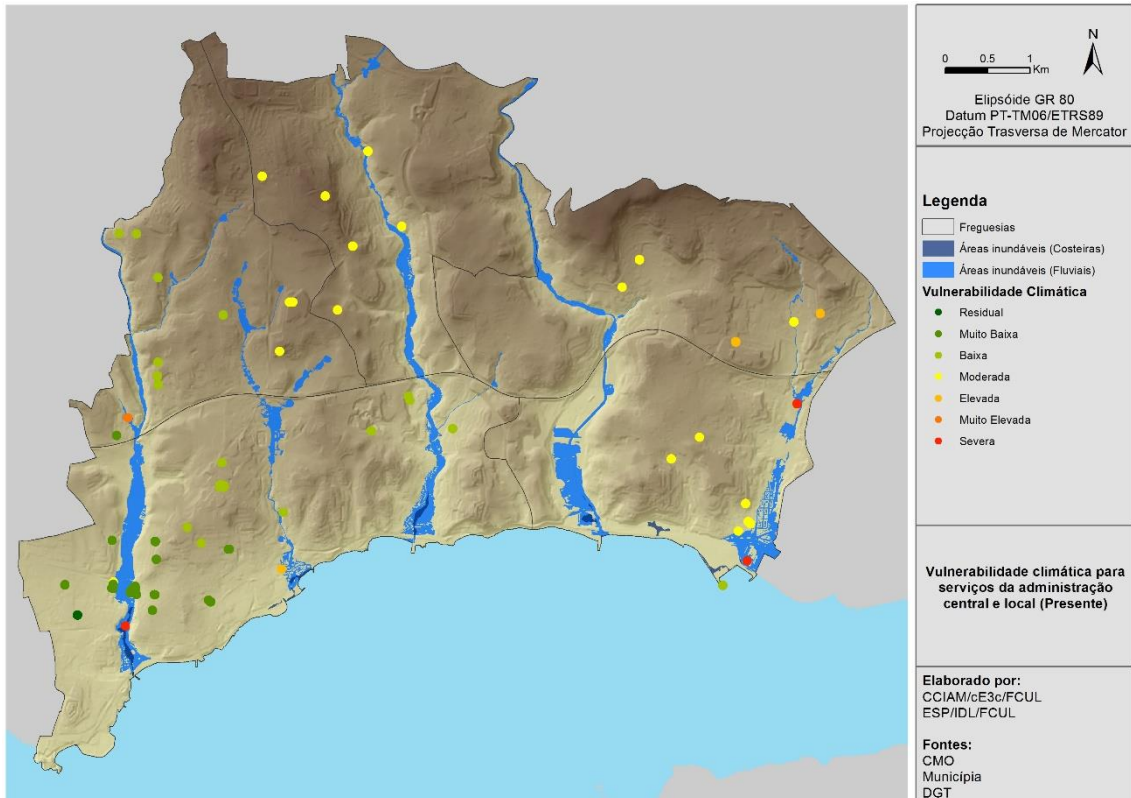 N
0 0.5 1
Km
Elipsóide GR 80
Datum PT-TM06/ETRS89
Projecção Trasversa de Mercator
Legenda
Freguesias
Áreas inundáveis (Costeiras)
Áreas inundáveis (Fluviais)
Vulnerabilidade Climática
Residual
Muito Baixa
Baixa
Moderada
Elevada
Muito Elevada
Severa
Vulnerabilidade climática para
serviços da administração
central e local (Presente)
Elaborado por:
CCIAM/cE3c/FCUL
ESP/IDL/FCUL
Fontes:
CMO
Municípia
DGT